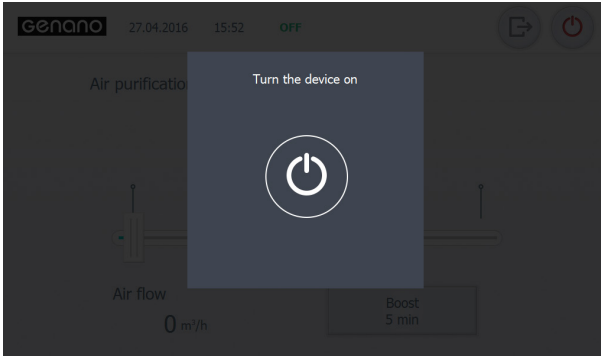 Genano 27.04.2016 15:52 OFF
Air purificatio
Turn the device on
Air flow
0 m³/h
Boost
5 min